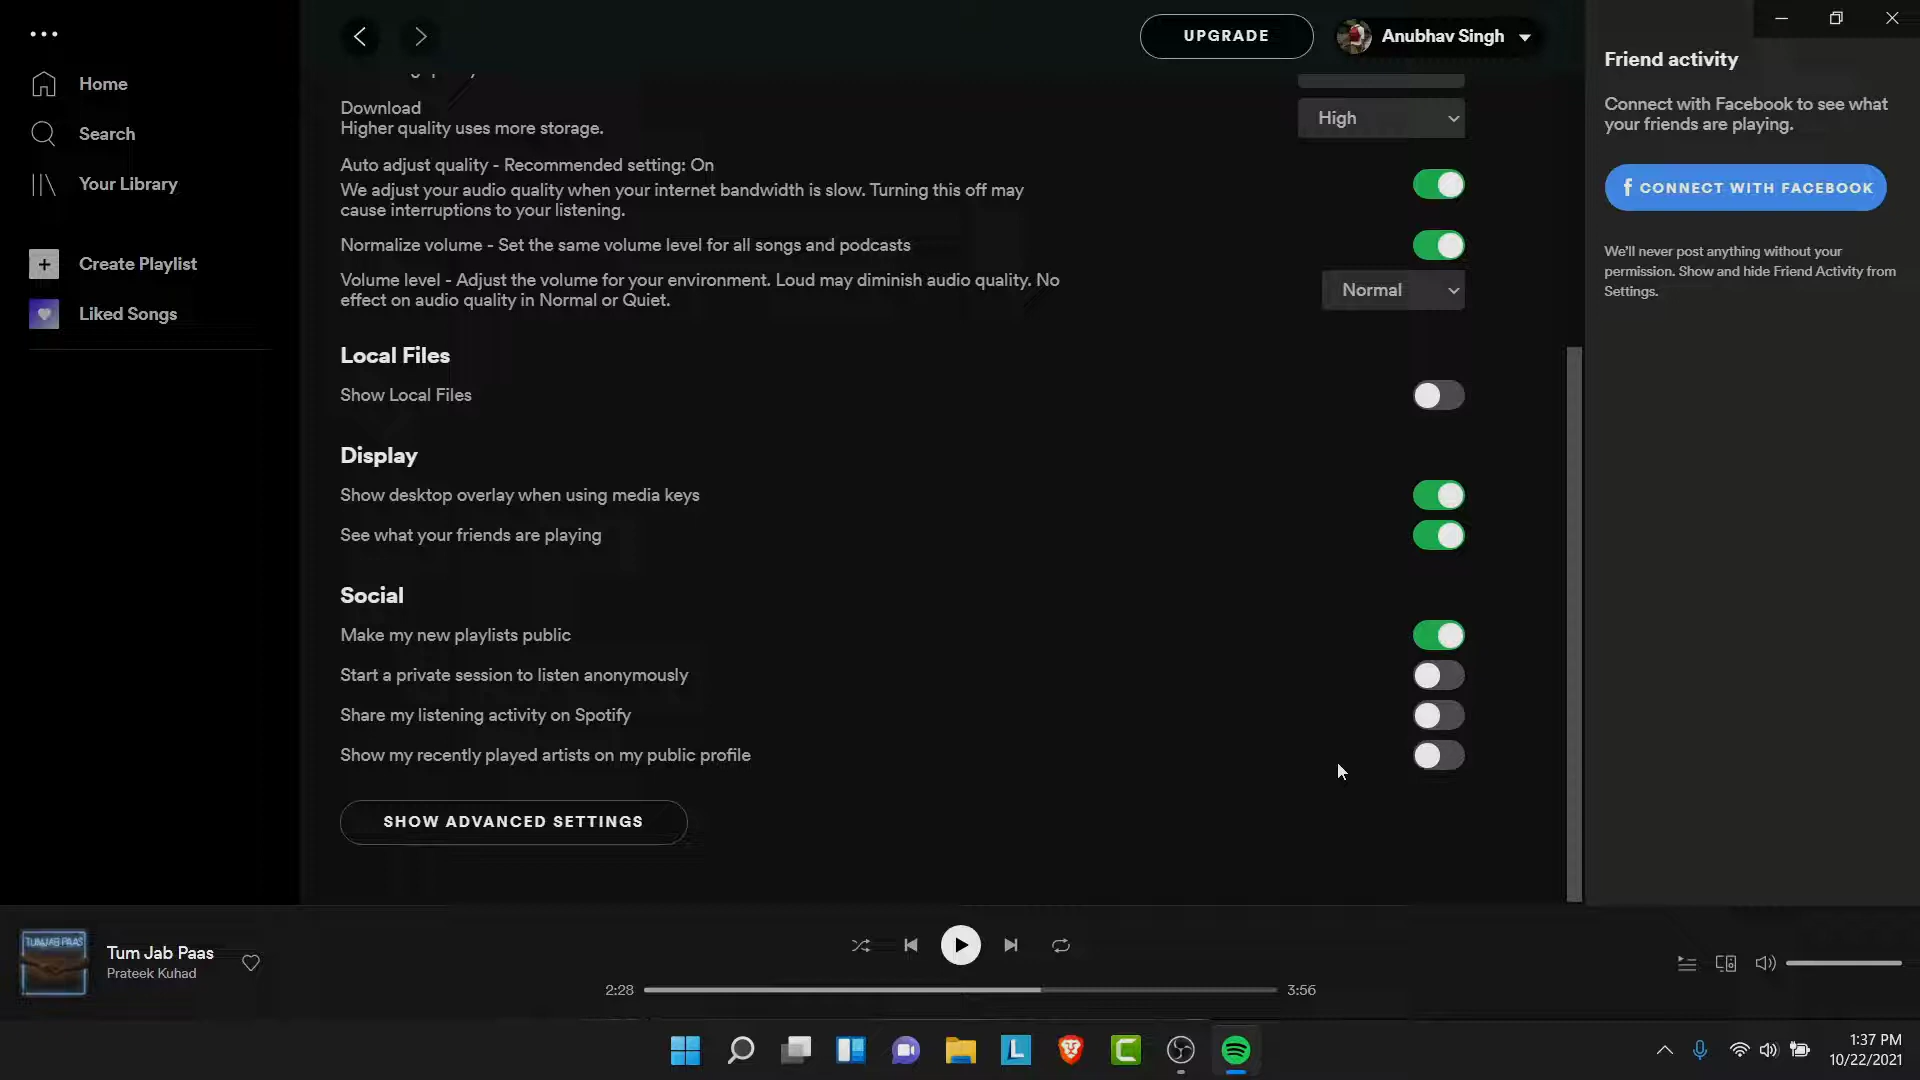 Home
Search
Your Library
Create Playlist
Liked Songs
UPGRADE
Anubhav Singh
Download
Higher quality uses more storage.
High
Auto adjust quality - Recommended setting: On
We adjust your audio quality when your internet bandwidth is slow. Turning this off may
cause interruptions to your listening.
Normalize volume - Set the same volume level for all songs and podcasts
Volume level - Adjust the volume for your environment. Loud may diminish audio quality. No
effect on audio quality in Normal or Quiet.
Normal
Local Files
Show Local Files
Display
Show desktop overlay when using media keys
See what your friends are playing
Social
Make my new playlists public
Start a private session to listen anonymously
Share my listening activity on Spotify
Show my recently played artists on my public profile
SHOW ADVANCED SETTINGS
Friend activity
Connect with Facebook to see what
your friends are playing.
CONNECT WITH FACEBOOK
We'll never post anything without your
permission. Show and hide Friend Activity from
Settings.
TUM JAB PAAS
Tum Jab Paas
Prateek Kuhad
2:28
3:56
1:37 PM
10/22/2021